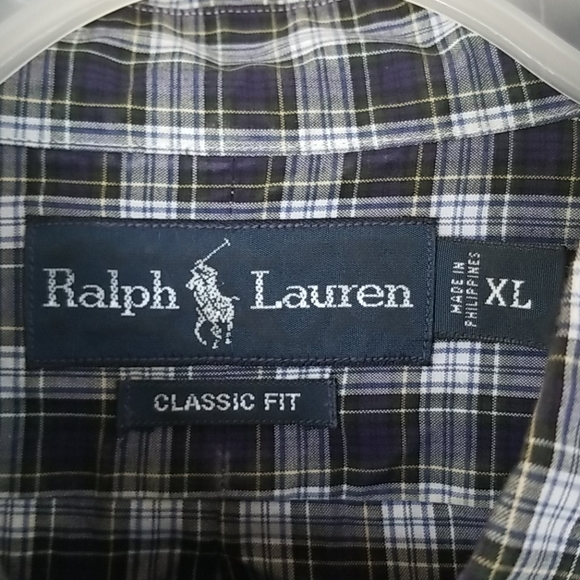 Ralph Lauren
MADE IN
PHILIPPINES
XL
CLASSIC FIT